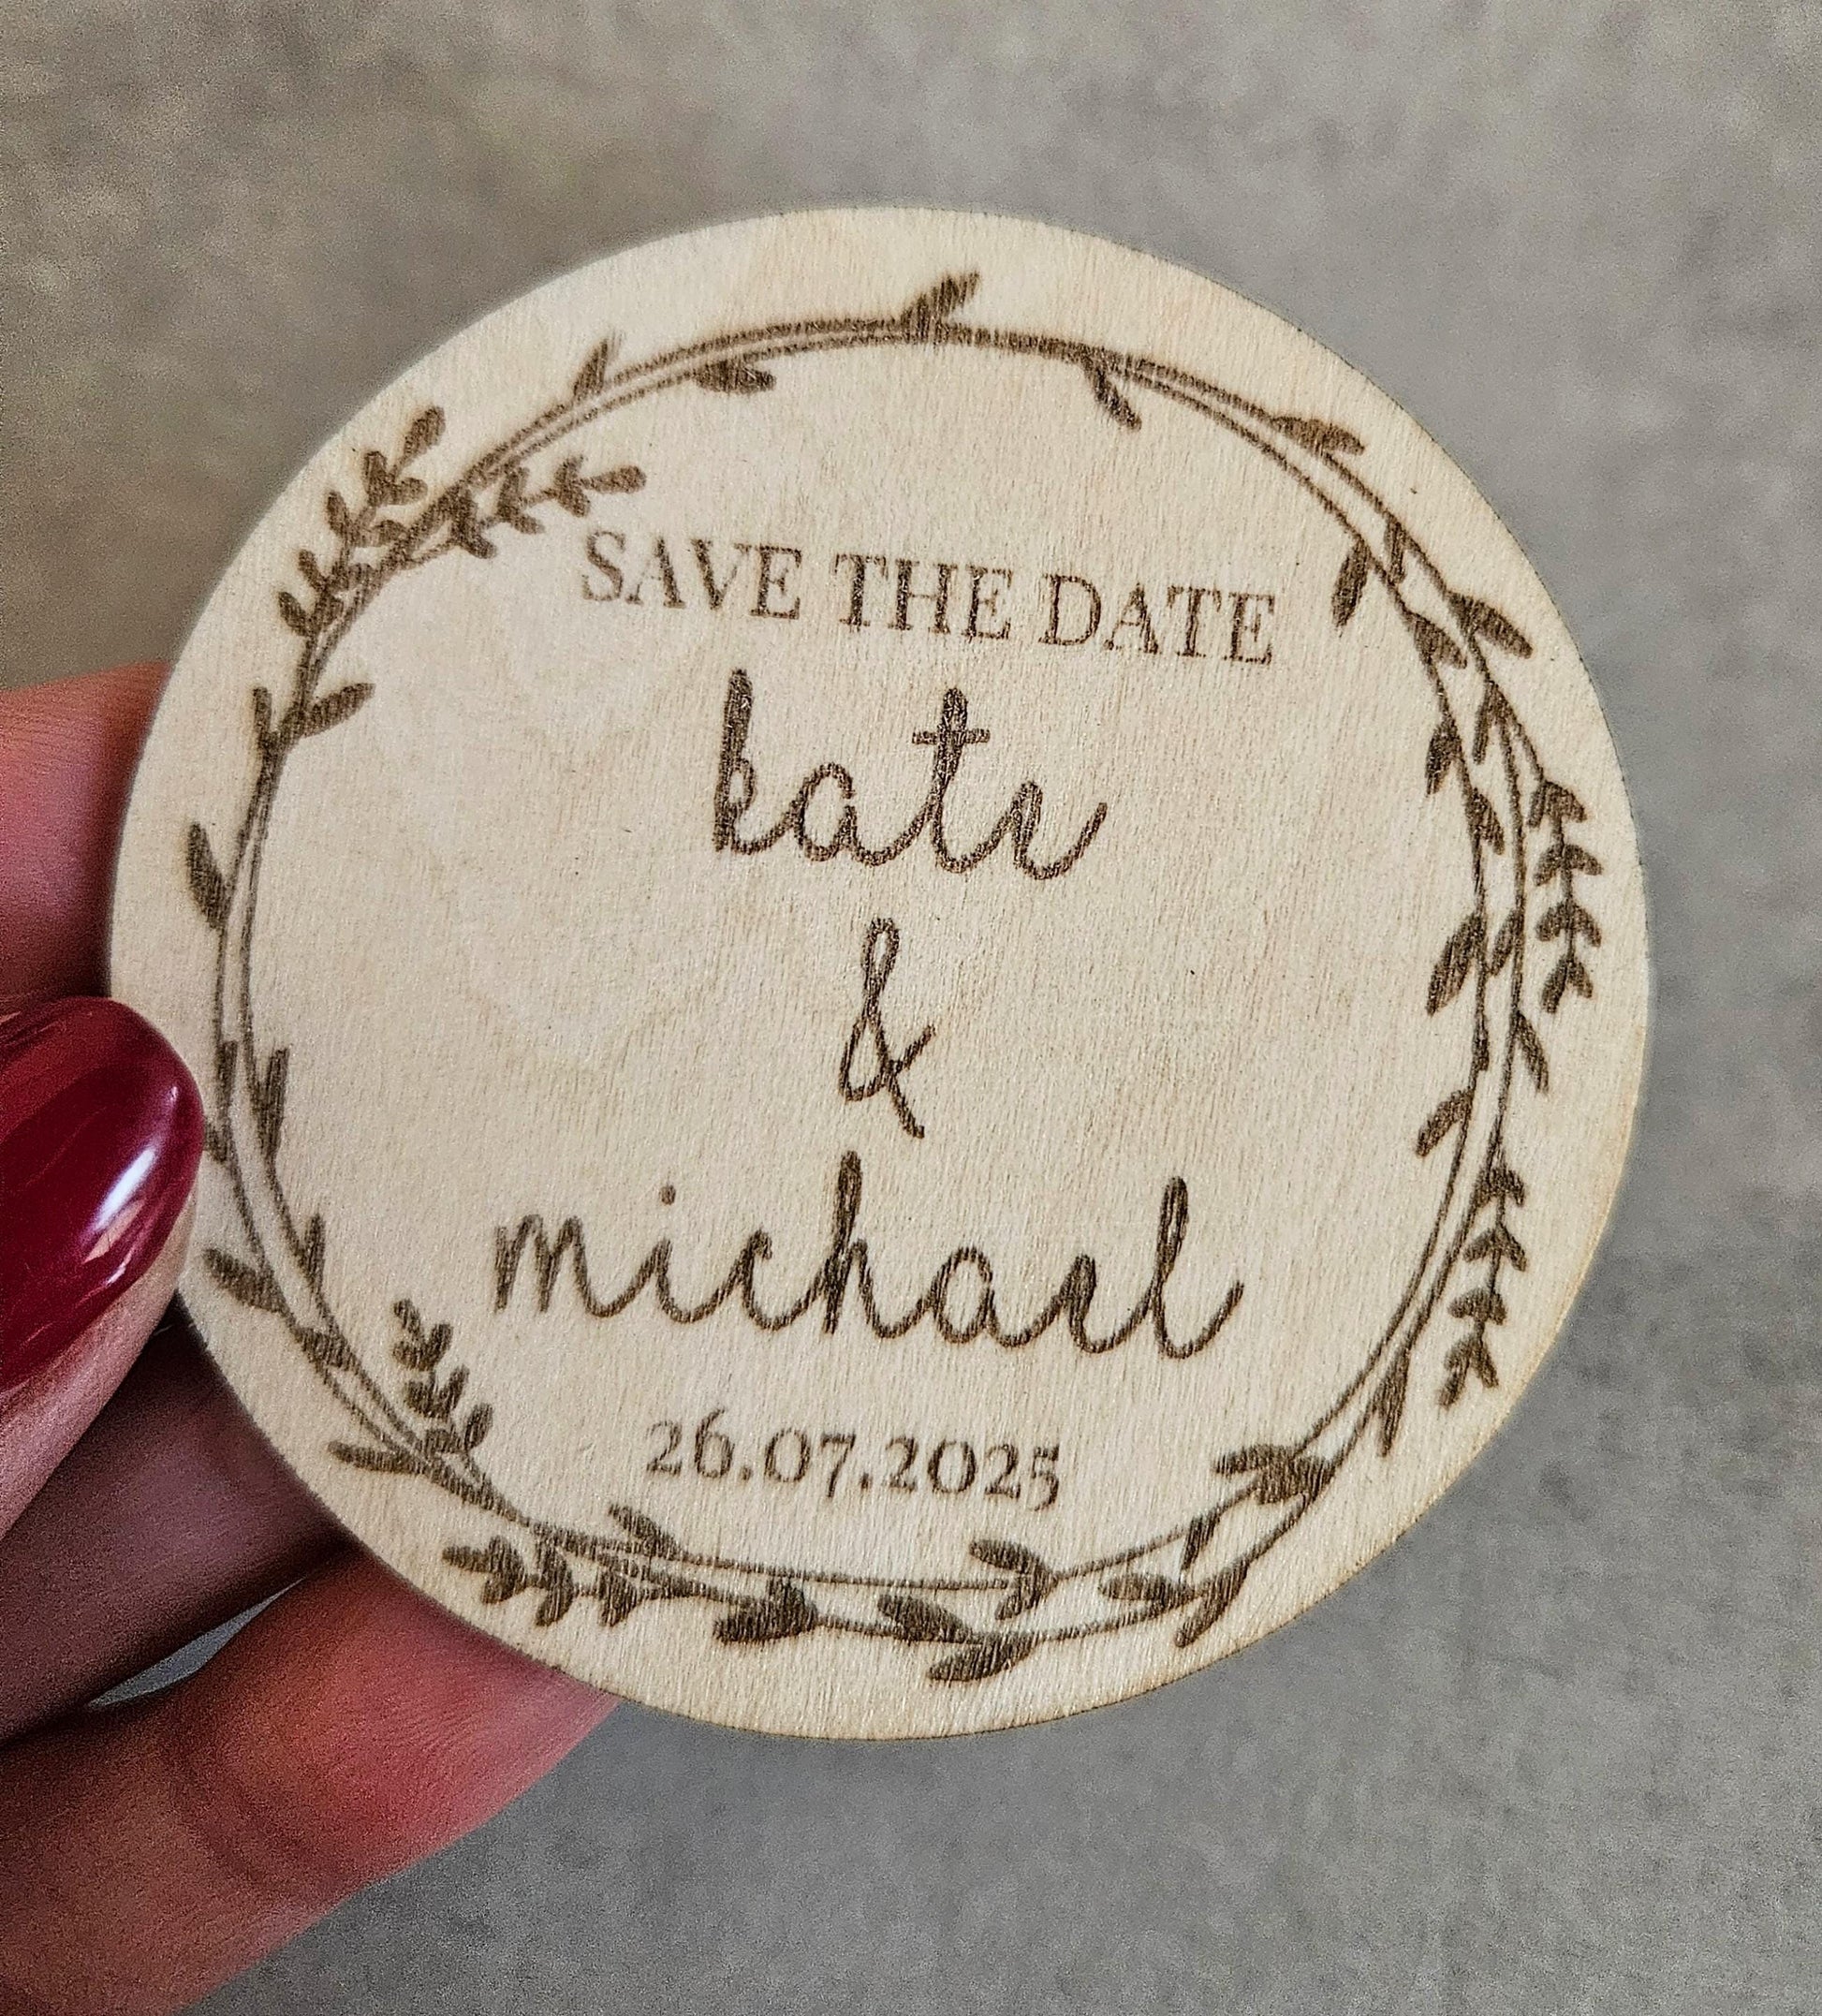 SAVE THE DATE
kate
&
michael
26.07.2025